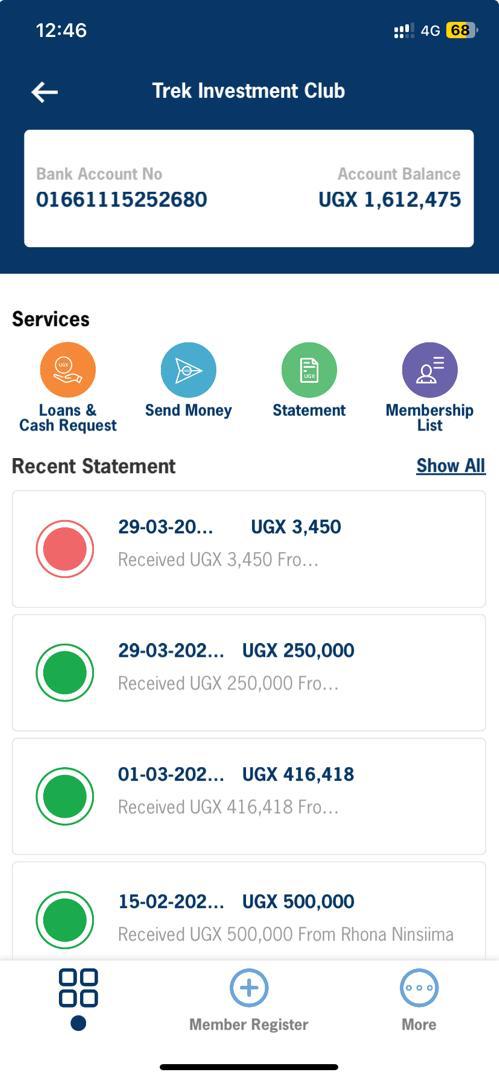 12:46
4G 68
Trek Investment Club
Bank Account No Account Balance
01661115252680 UGX 1,612,475
Services
UGX
UGX
Loans & Cash Request
Send Money
Statement
Membership List
Recent Statement Show All
29-03-20... UGX 3,450
Received UGX 3,450 Fro...
29-03-202... UGX 250,000
Received UGX 250,000 Fro...
01-03-202... UGX 416,418
Received UGX 416,418 Fro...
15-02-202... UGX 500,000
Received UGX 500,000 From Rhona Ninsiima
Member Register More